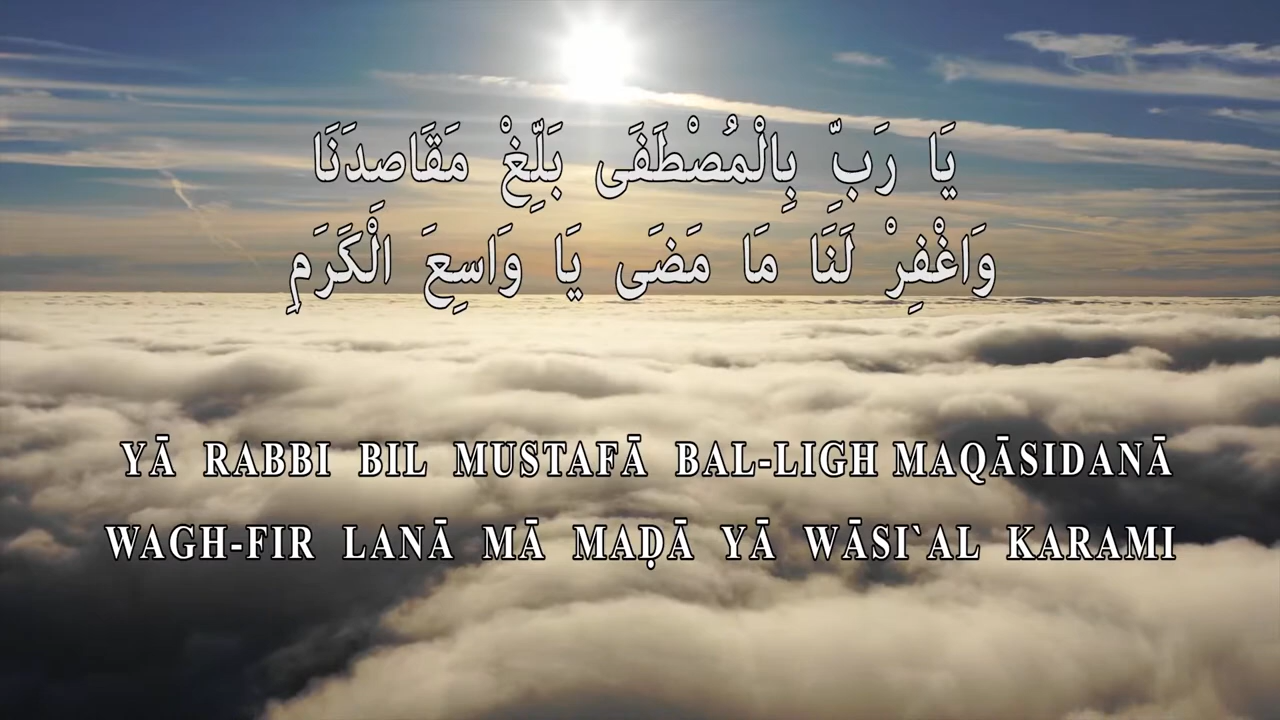 يَا رَبِّ بِالْمُصْطَفَى بَلِّغْ مَقَاصِدَنَا
وَاغْفِرْ لَنَا مَا مَضَى يَا وَاسِعَ الْكَرَمِ
YĀ RABBI BIL MUSTAFĀ BAL-LIGH MAQĀSIDANĀ
WAGH-FIR LANĀ MĀ MAḌĀ YĀ WĀSI`AL KARAMI